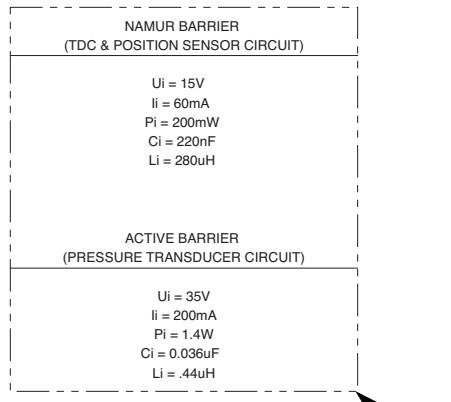 NAMUR BARRIER
(TDC & POSITION SENSOR CIRCUIT)
Ui = 15V
Ii = 60mA
Pi = 200mW
Ci = 220nF
Li = 280uH
ACTIVE BARRIER
(PRESSURE TRANSDUCER CIRCUIT)
Ui = 35V
Ii = 200mA
Pi = 1.4W
Ci = 0.036uF
Li = .44uH